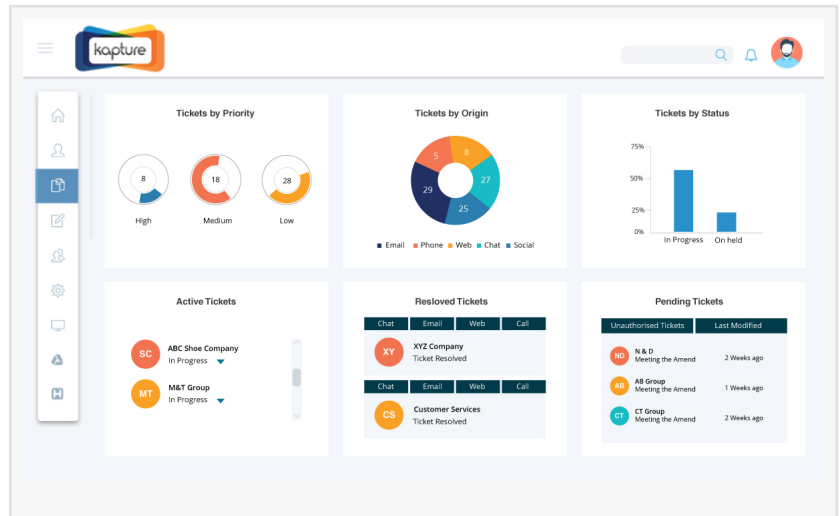 kapture
Tickets by Priority
8
18
28
High
Medium
Low
Tickets by Origin
5
8
29
27
25
Email
Phone
Web
Chat
Social
Tickets by Status
75%
50%
25%
0%
In Progress
On held
Active Tickets
SC
ABC Shoe Company
In Progress
MT
M&T Group
In Progress
Resloved Tickets
Chat Email Web Call
XY
XYZ Company
Ticket Resolved
Chat Email Web Call
CS
Customer Services
Ticket Resolved
Pending Tickets
Unauthorised Tickets Last Modified
ND
N & D
Meeting the Amend
2 Weeks ago
AB
AB Group
Meeting the Amend
1 Weeks ago
CT
CT Group
Meeting the Amend
2 Weeks ago